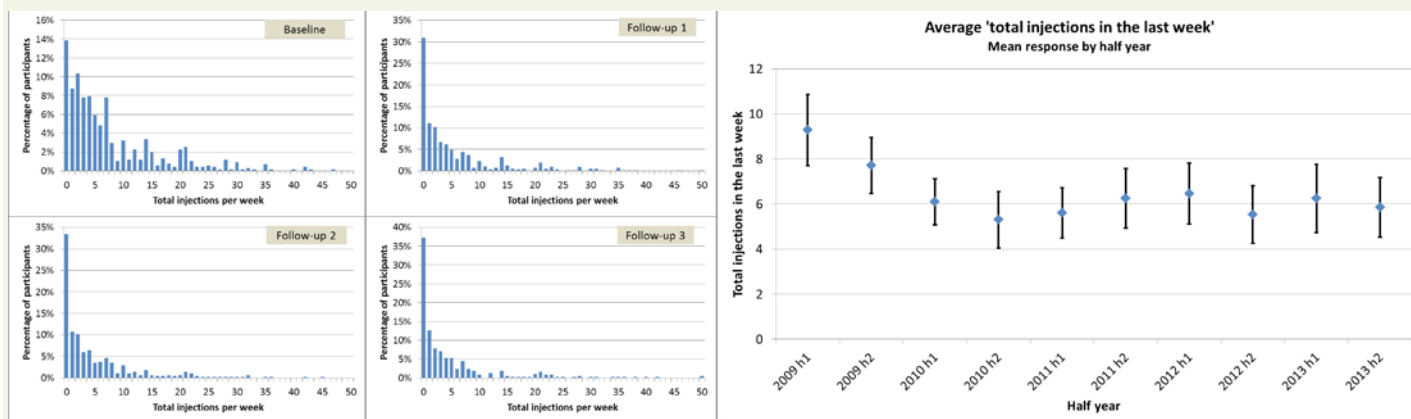 Baseline
Percentage of participants
16%
14%
12%
10%
8%
6%
4%
2%
0%
0 5 10 15 20 25 30 35 40 45 50
Total injections per week
Follow-up 1
Percentage of participants
35%
30%
25%
20%
15%
10%
5%
0%
0 5 10 15 20 25 30 35 40 45 50
Total injections per week
Follow-up 2
Percentage of participants
35%
30%
25%
20%
15%
10%
5%
0%
0 5 10 15 20 25 30 35 40 45 50
Total injections per week
Follow-up 3
Percentage of participants
40%
35%
30%
25%
20%
15%
10%
5%
0%
0 5 10 15 20 25 30 35 40 45 50
Total injections per week
Average 'total injections in the last week'
Mean response by half year
Total injections in the last week
12
10
8
6
4
2
0
2009 h1
2009 h2
2010 h1
2010 h2
2011 h1
2011 h2
2012 h1
2012 h2
2013 h1
2013 h2
Half year